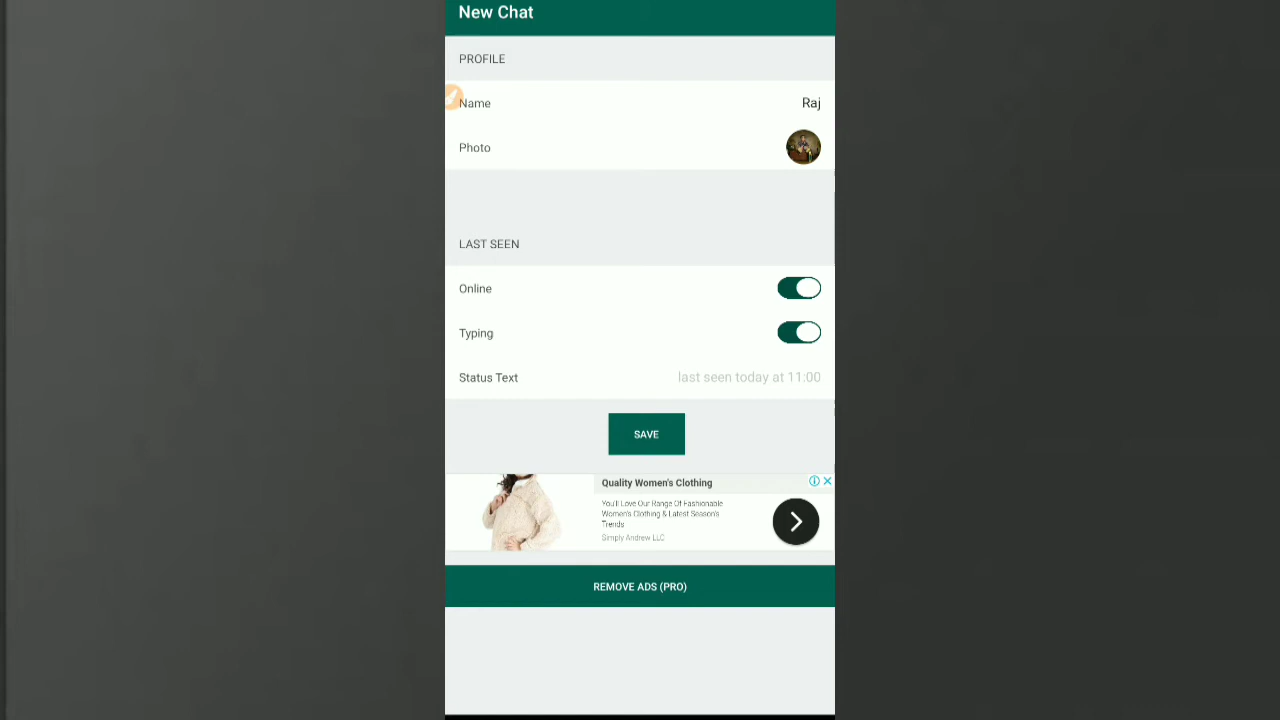 New Chat
PROFILE
Name
Raj
Photo
LAST SEEN
Online
Typing
Status Text
last seen today at 11:00
SAVE
Quality Women's Clothing
You'll Love Our Range Of Fashionable
Women's Clothing & Latest Season's
Trends
Simply Andrew LLC
REMOVE ADS (PRO)